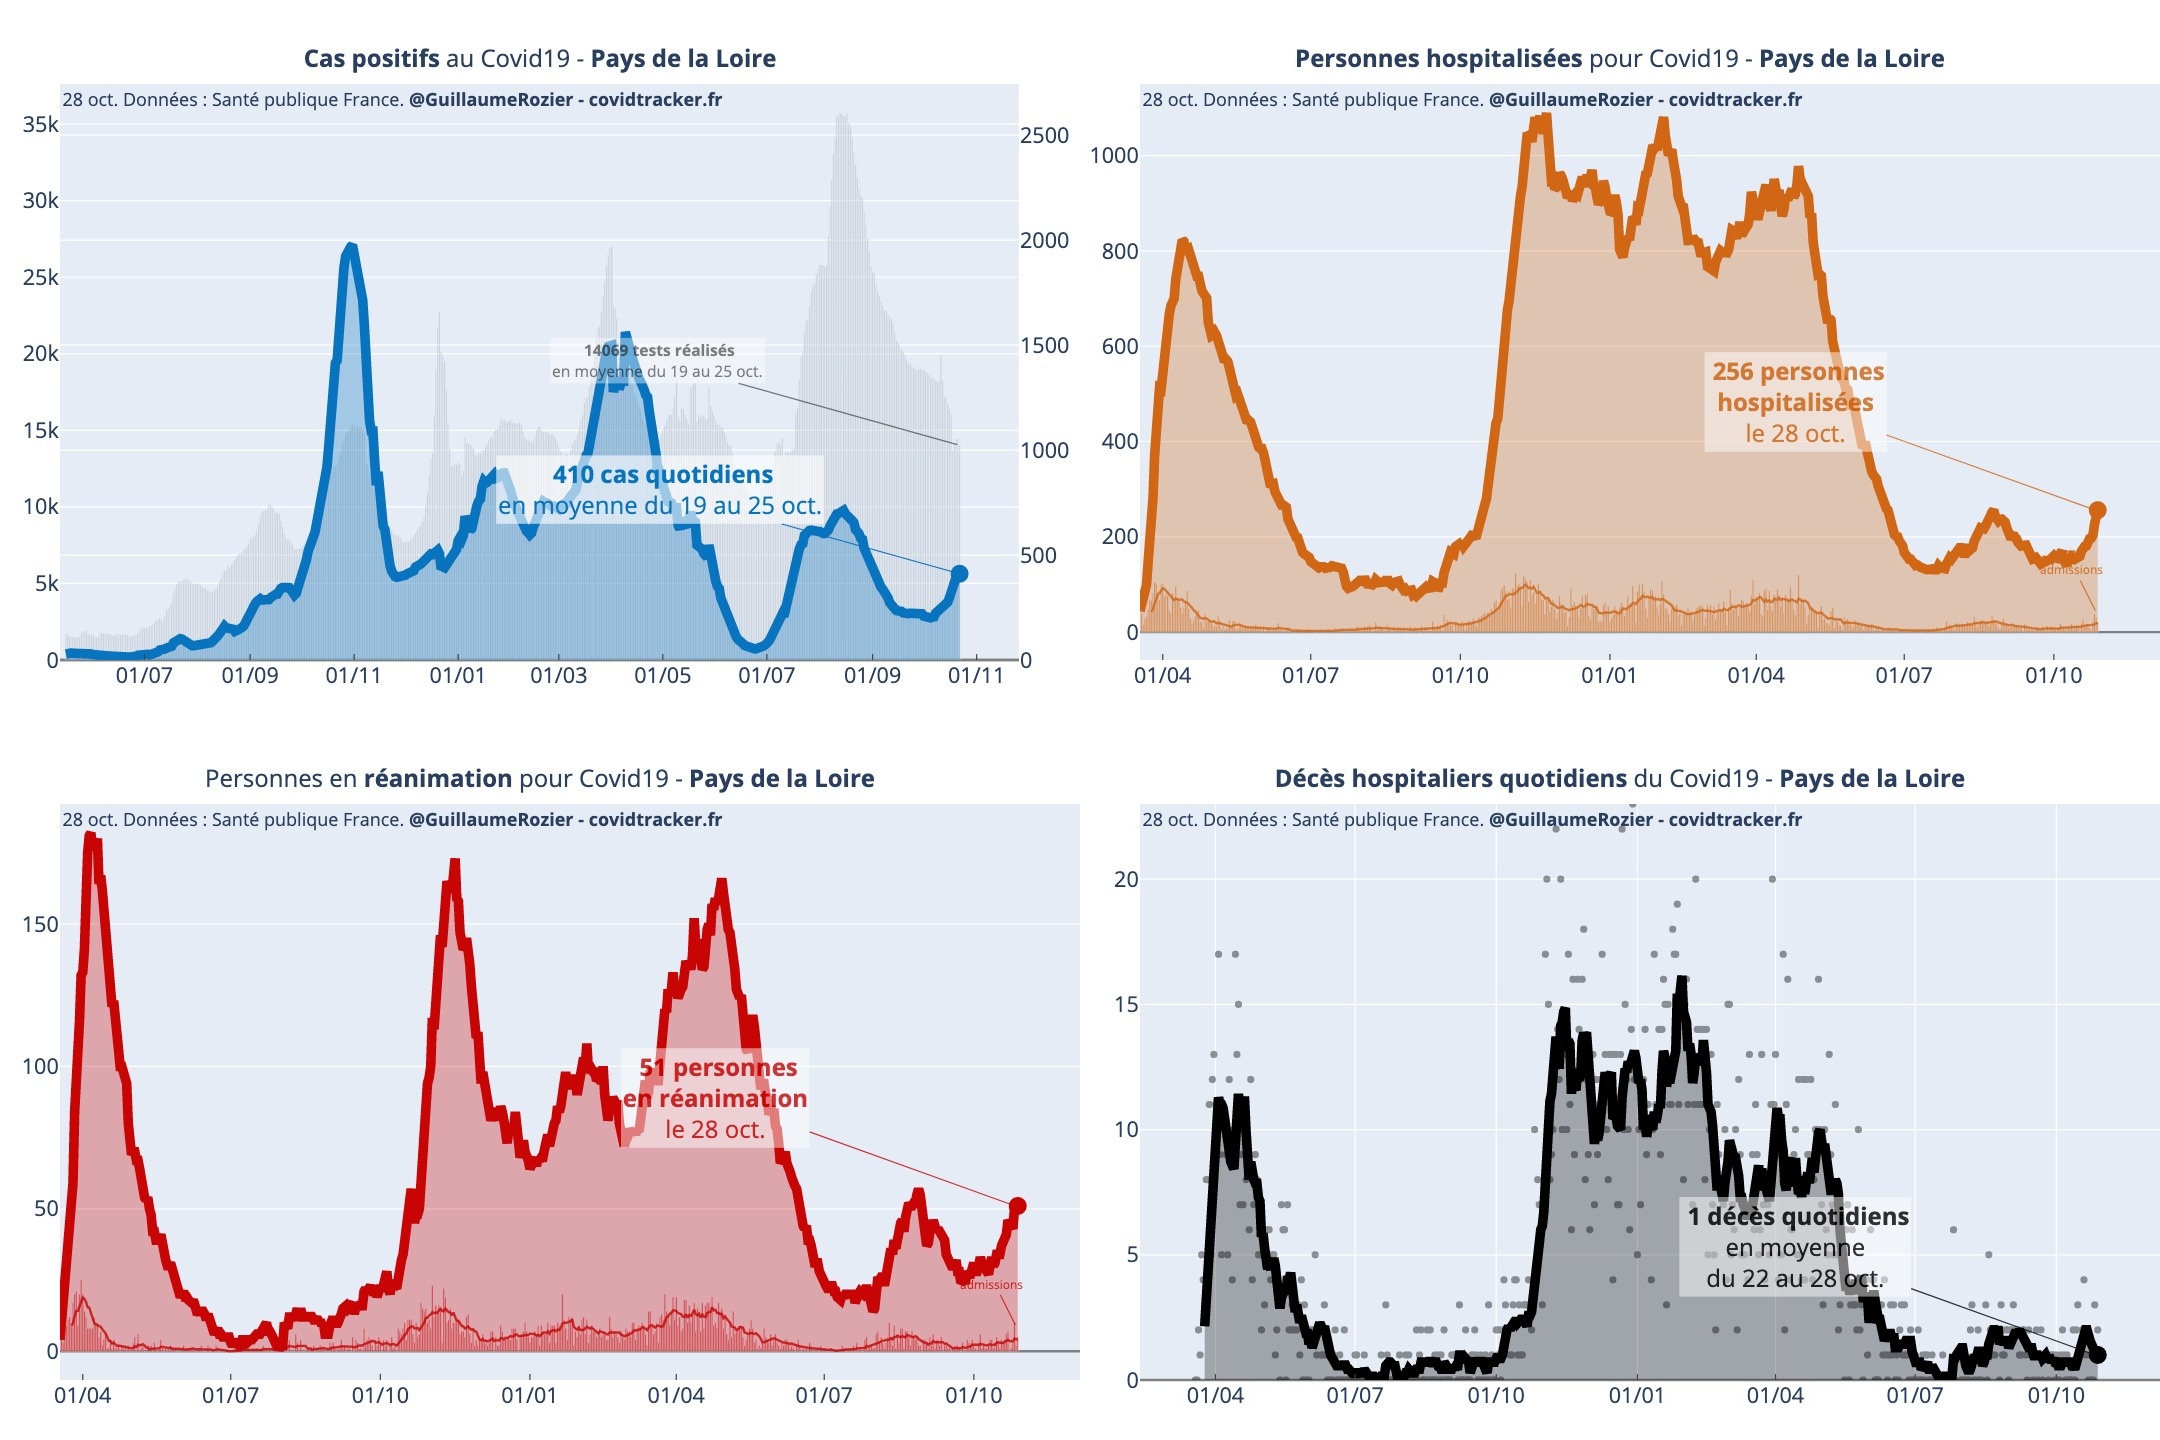 Cas positifs au Covid19 - Pays de la Loire
28 oct. Données : Santé publique France. @GuillaumeRozier - covidtracker.fr
35k
30k
25k
20k
15k
10k
5k
0
2500
2000
1500
1000
500
0
14069 tests réalisés
en moyenne du 19 au 25 oct.
410 cas quotidiens
en moyenne du 19 au 25 oct.
01/07 01/09 01/11 01/01 01/03 01/05 01/07 01/09 01/11
Personnes hospitalisées pour Covid19 - Pays de la Loire
28 oct. Données : Santé publique France. @GuillaumeRozier - covidtracker.fr
1000
800
600
400
200
0
256 personnes
hospitalisées
le 28 oct.
admissions
01/04 01/07 01/10 01/01 01/04 01/07 01/10
Personnes en réanimation pour Covid19 - Pays de la Loire
28 oct. Données : Santé publique France. @GuillaumeRozier - covidtracker.fr
150
100
50
0
51 personnes
en réanimation
le 28 oct.
admissions
01/04 01/07 01/10 01/01 01/04 01/07 01/10
Décès hospitaliers quotidiens du Covid19 - Pays de la Loire
28 oct. Données : Santé publique France. @GuillaumeRozier - covidtracker.fr
20
15
10
5
0
1 décès quotidiens
en moyenne
du 22 au 28 oct.
01/04 01/07 01/10 01/01 01/04 01/07 01/10